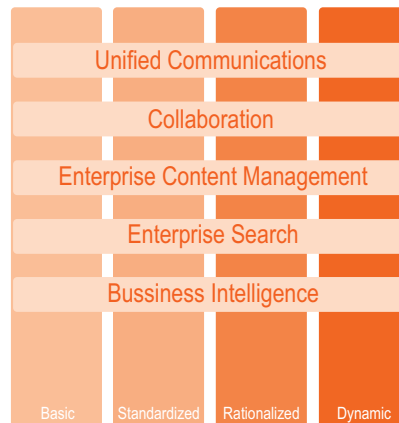 Unified Communications
Collaboration
Enterprise Content Management
Enterprise Search
Bussiness Intelligence
Basic Standardized Rationalized Dynamic